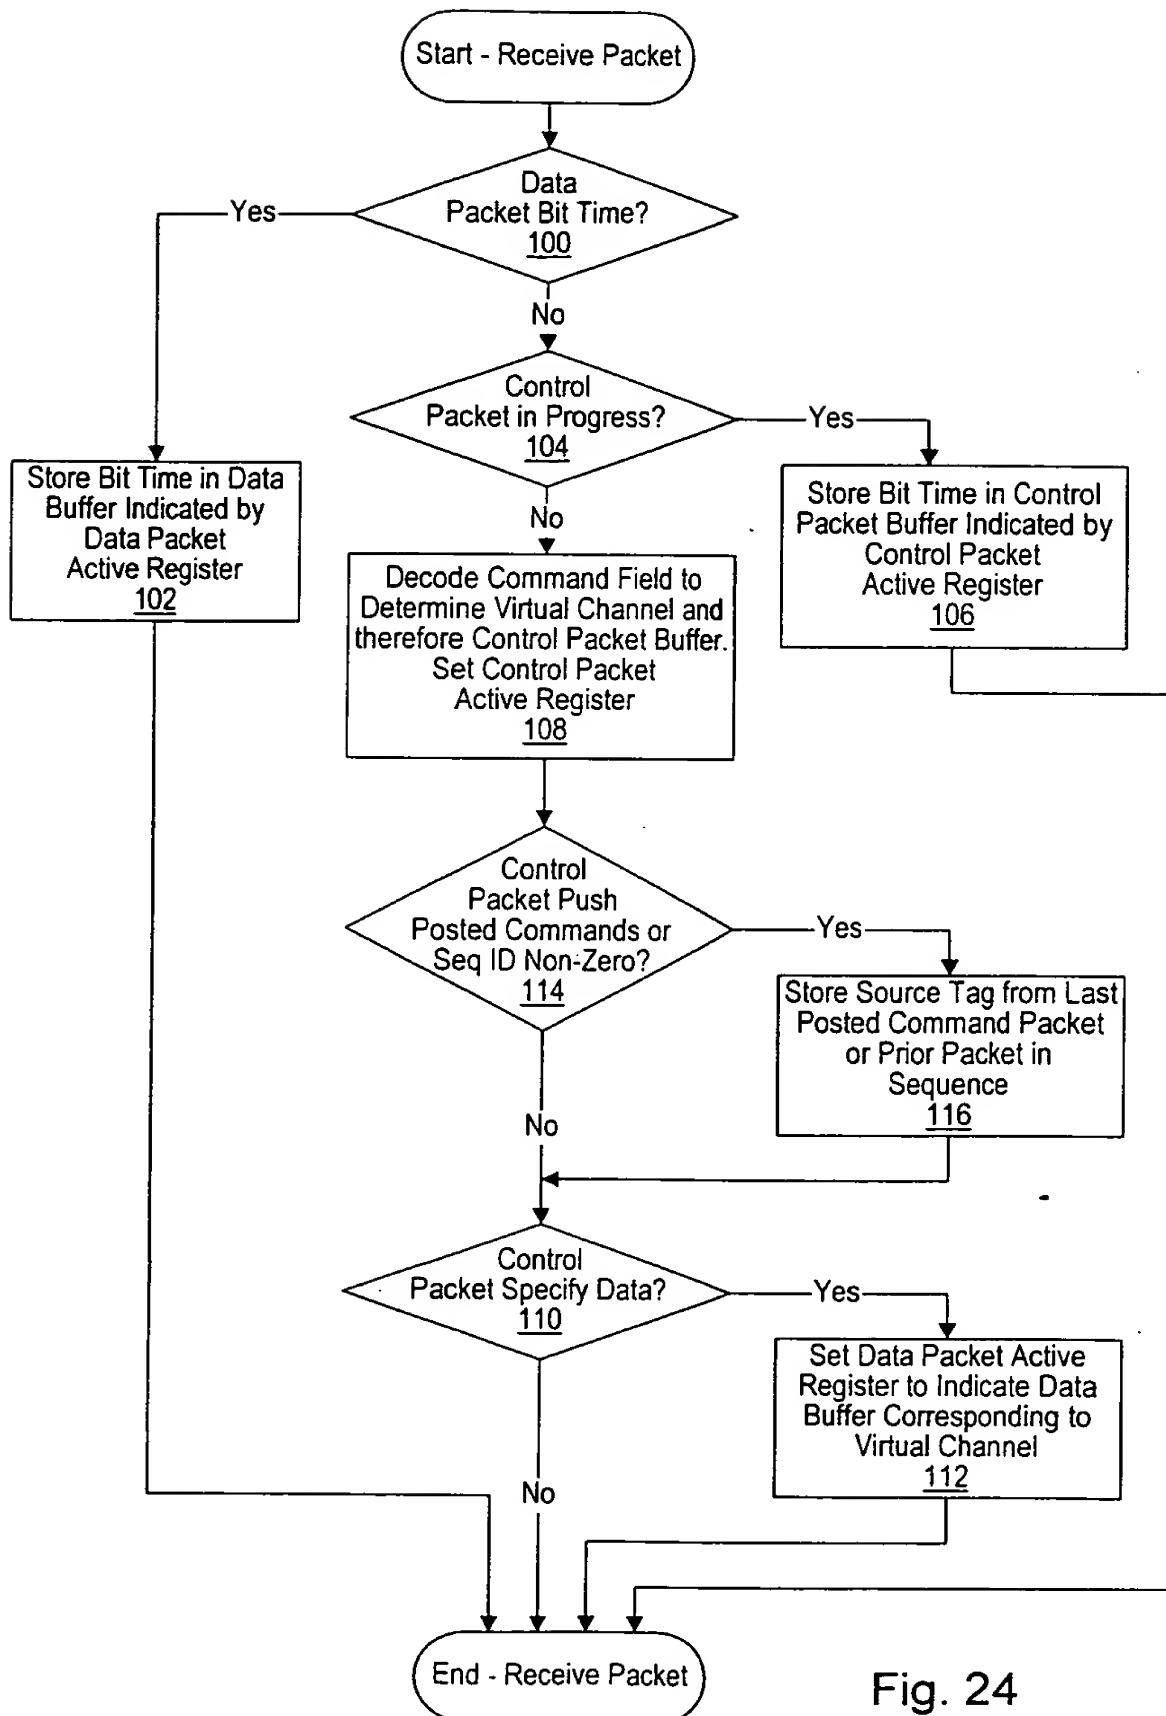 Start - Receive Packet
Data
Packet Bit Time?
100
Yes
No
Control
Packet in Progress?
104
Yes
No
Store Bit Time in Data
Buffer Indicated by
Data Packet
Active Register
102
Store Bit Time in Control
Packet Buffer Indicated by
Control Packet
Active Register
106
Decode Command Field to
Determine Virtual Channel and
therefore Control Packet Buffer.
Set Control Packet
Active Register
108
Control
Packet Push
Posted Commands or
Seq ID Non-Zero?
114
Yes
No
Store Source Tag from Last
Posted Command Packet
or Prior Packet in
Sequence
116
Control
Packet Specify Data?
110
Yes
No
Set Data Packet Active
Register to Indicate Data
Buffer Corresponding to
Virtual Channel
112
End - Receive Packet
Fig. 24